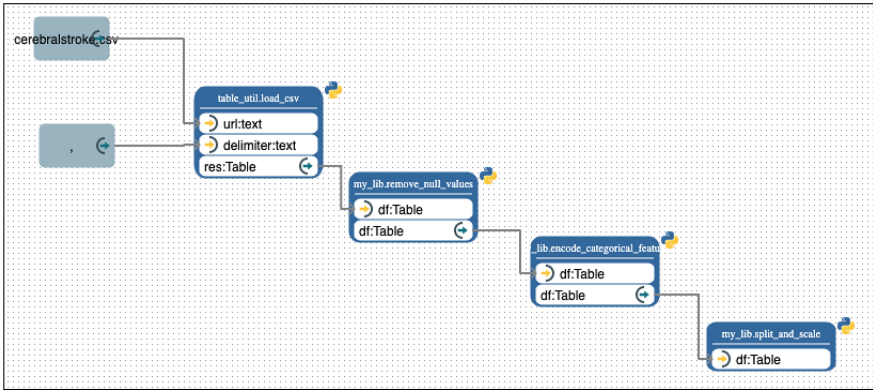 cerebralstroke.csv
table_util.load_csv
url:text
,
delimiter:text
res:Table
my_lib.remove_null_values
df:Table
df:Table
_lib.encode_categorical_featu
df:Table
df:Table
my_lib.split_and_scale
df:Table